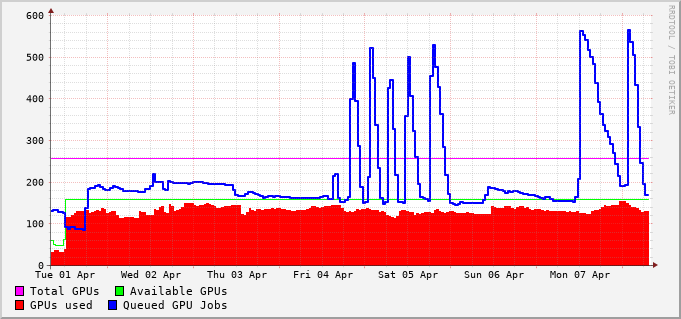 600
500
400
300
200
100
0
Tue 01 Apr Wed 02 Apr Thu 03 Apr Fri 04 Apr Sat 05 Apr Sun 06 Apr Mon 07 Apr
Total GPUs Available GPUs
GPUs used Queued GPU Jobs
RRDTOOL / TOBI OETIKER